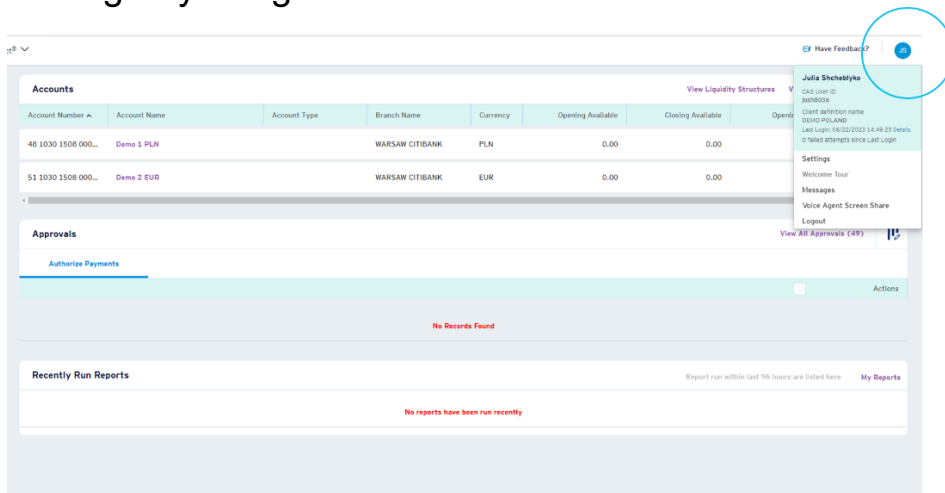 ct®
Have Feedback?
JS
Julia Shcheblyko
CAS User ID
Client definition name
DEMO POLAND
Last Login: 06/22/2023 14:49:23 Details
0 failed attempts since Last Login
Settings
Welcome Tour
Messages
Voice Agent Screen Share
Logout
Accounts
View Liquidity Structures
Account Number
Account Name
Account Type
Branch Name
Currency
Opening Available
Closing Available
48 1030 1508 000...
Demo 1 PLN
WARSAW CITIBANK
PLN
0.00
0.00
51 1030 1508 000...
Demo 2 EUR
WARSAW CITIBANK
EUR
0.00
0.00
Approvals
View All Approvals (49)
Authorize Payments
Actions
No Records Found
Recently Run Reports
Report run within last 96 hours are listed here
My Reports
No reports have been run recently